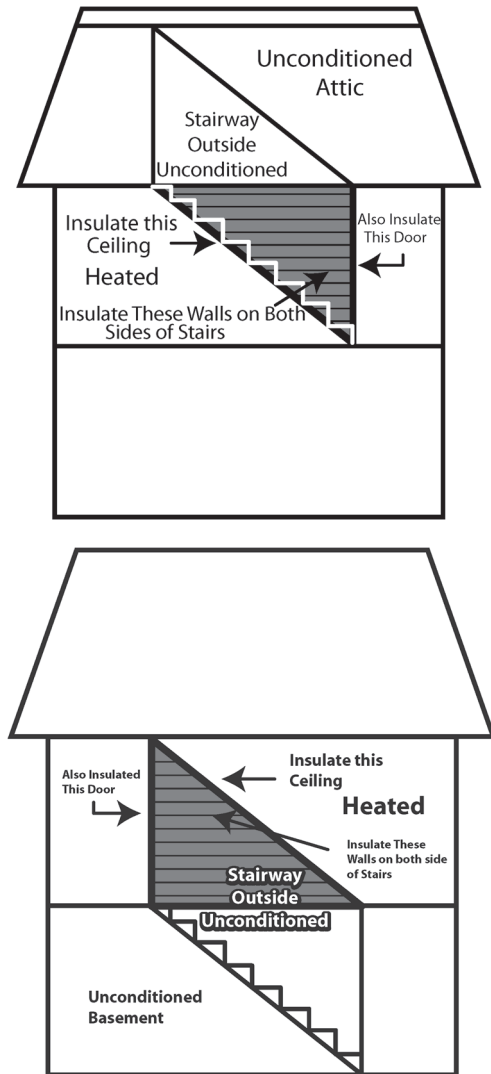 Unconditioned
Attic
Stairway
Outside
Unconditioned
Insulate this
Ceiling
Also Insulate
This Door
Heated
Insulate These Walls on Both
Sides of Stairs
Also Insulated
This Door
Insulate this
Ceiling
Heated
Insulate These
Walls on both side
of Stairs
Stairway
Outside
Unconditioned
Unconditioned
Basement